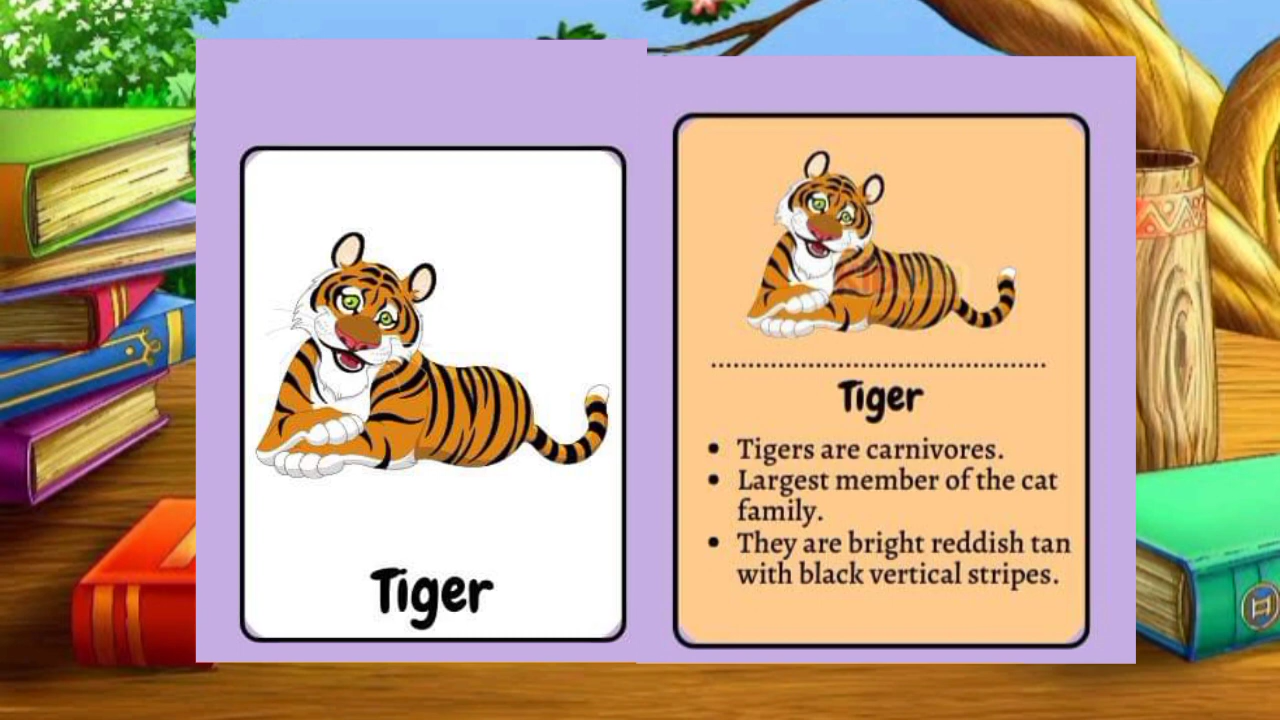 Tiger
Tiger
• Tigers are carnivores.
• Largest member of the cat
family.
• They are bright reddish tan
with black vertical stripes.